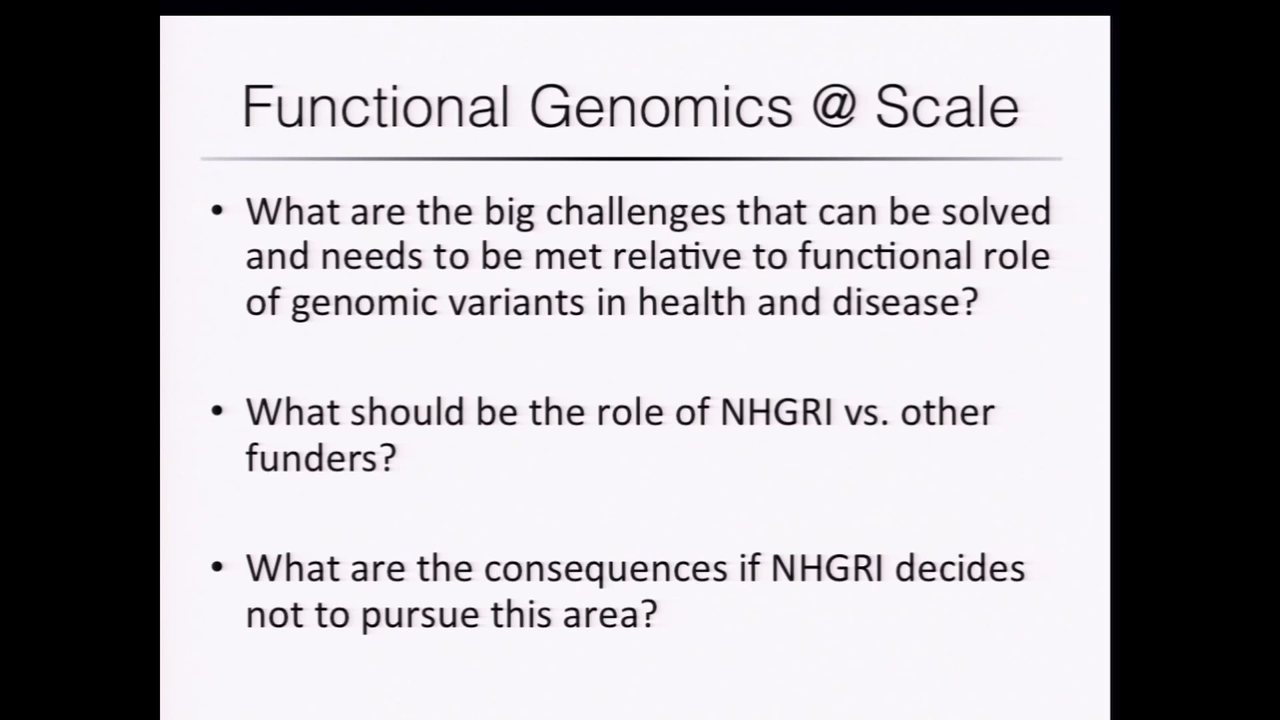 Functional Genomics @ Scale
• What are the big challenges that can be solved
and needs to be met relative to functional role
of genomic variants in health and disease?
• What should be the role of NHGRI vs. other
funders?
• What are the consequences if NHGRI decides
not to pursue this area?